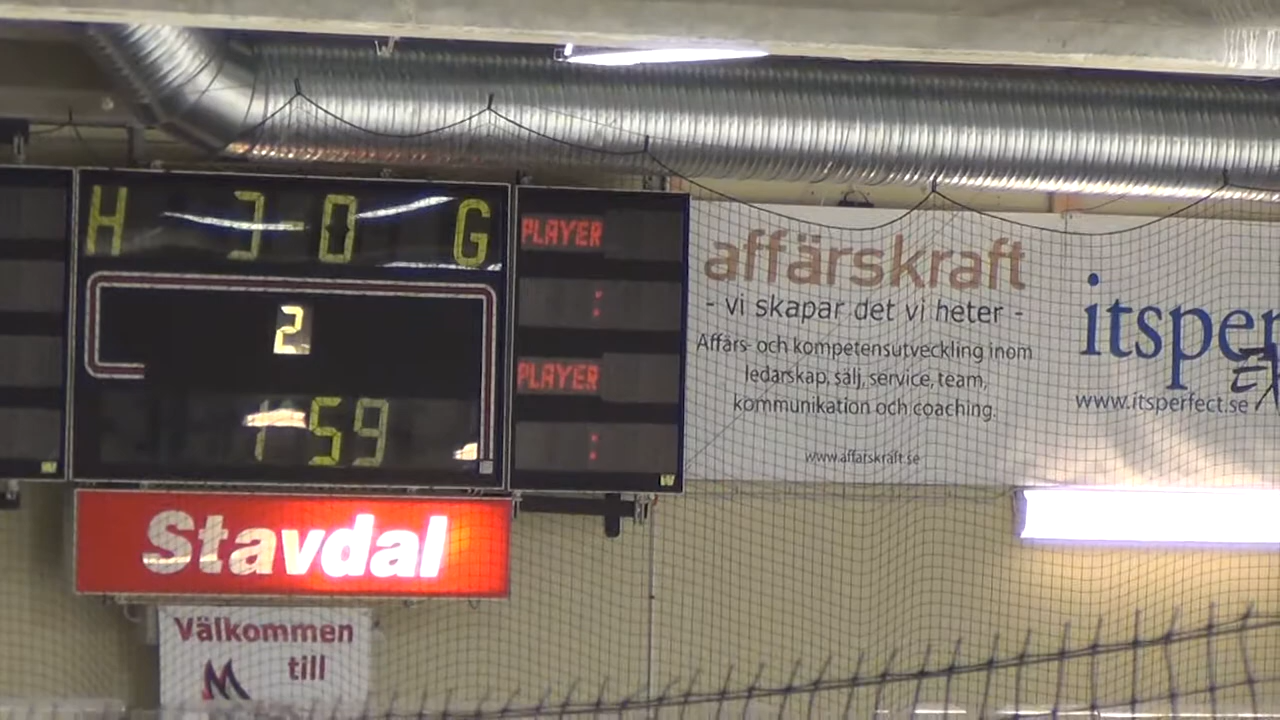 H 3-0 G
2
59
PLAYER
:
PLAYER
:
Stavdal
Välkommen
till
affärskraft
- vi skapar det vi heter -
Affärs- och kompetensutveckling inom
ledarskap, sälj, service, team,
kommunikation och coaching.
www.affarskraft.se
www.itsperfect.se